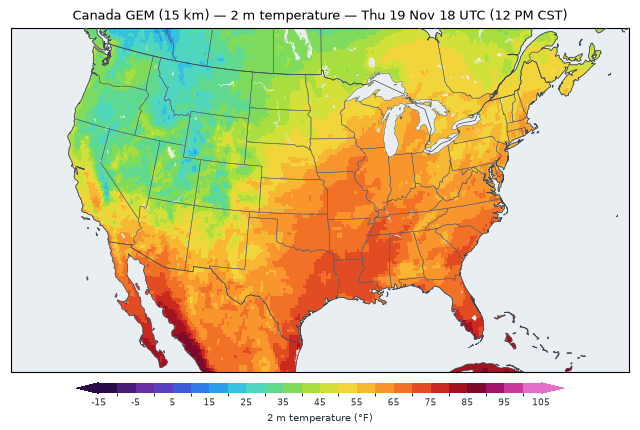 Canada GEM (15 km) — 2 m temperature — Thu 19 Nov 18 UTC (12 PM CST)
-15 -5 5 15 25 35 45 55 65 75 85 95 105
2 m temperature (°F)